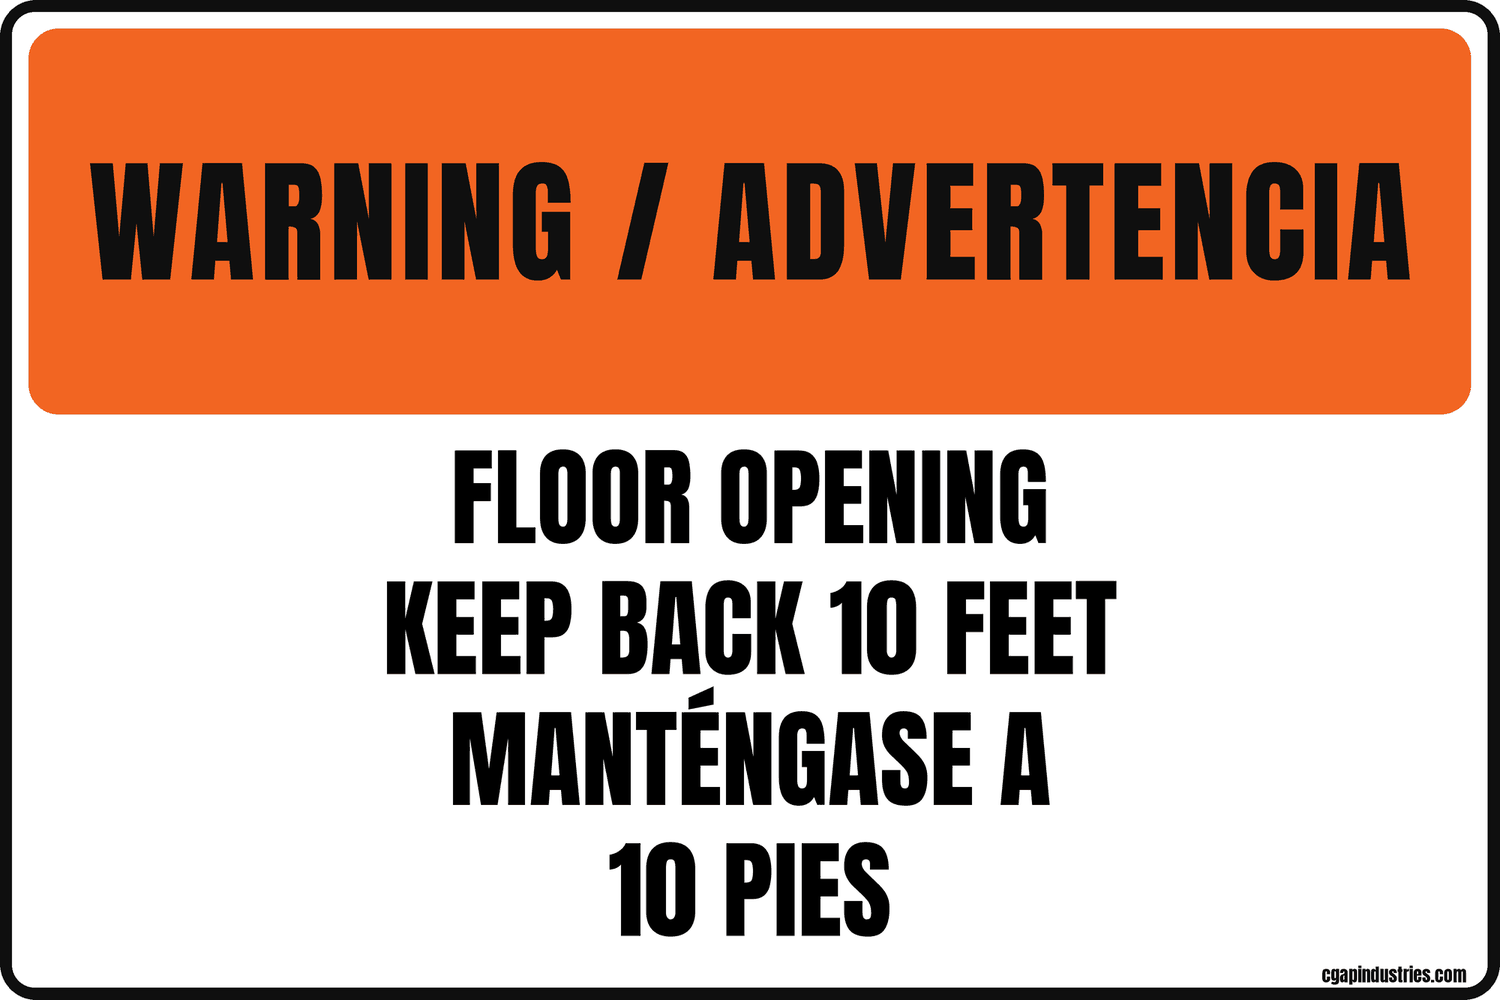 WARNING / ADVERTENCIA
FLOOR OPENING
KEEP BACK 10 FEET
MANTÉNGASE A
10 PIES
cgapindustries.com